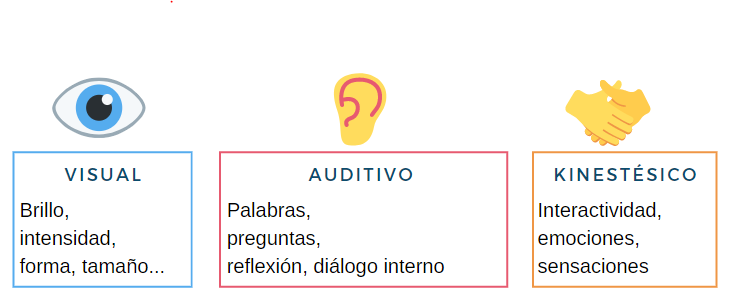 VISUAL
Brillo,
intensidad,
forma, tamaño...
AUDITIVO
Palabras,
preguntas,
reflexión, diálogo interno
KINESTÉSICO
Interactividad,
emociones,
sensaciones